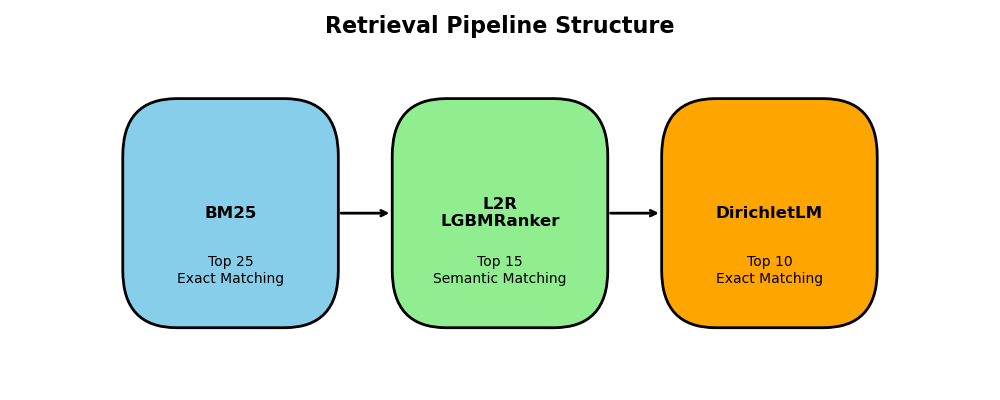 Retrieval Pipeline Structure
BM25
Top 25
Exact Matching
L2R
LGBMRanker
Top 15
Semantic Matching
DirichletLM
Top 10
Exact Matching